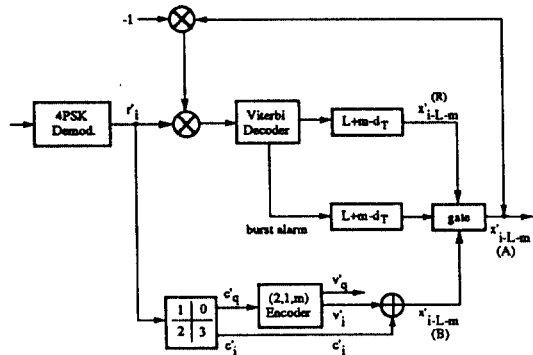 -1
4PSK
Demod.
r'i
Viterbi
Decoder
L+m-dT
x'i-L-m (R)
burst alarm
L+m-dT
gate
x'i-L-m
(A)
1 0
2 3
c'q
(2,1,m)
Encoder
v'q
v'i
c'i
c'i
x'i-L-m
(B)